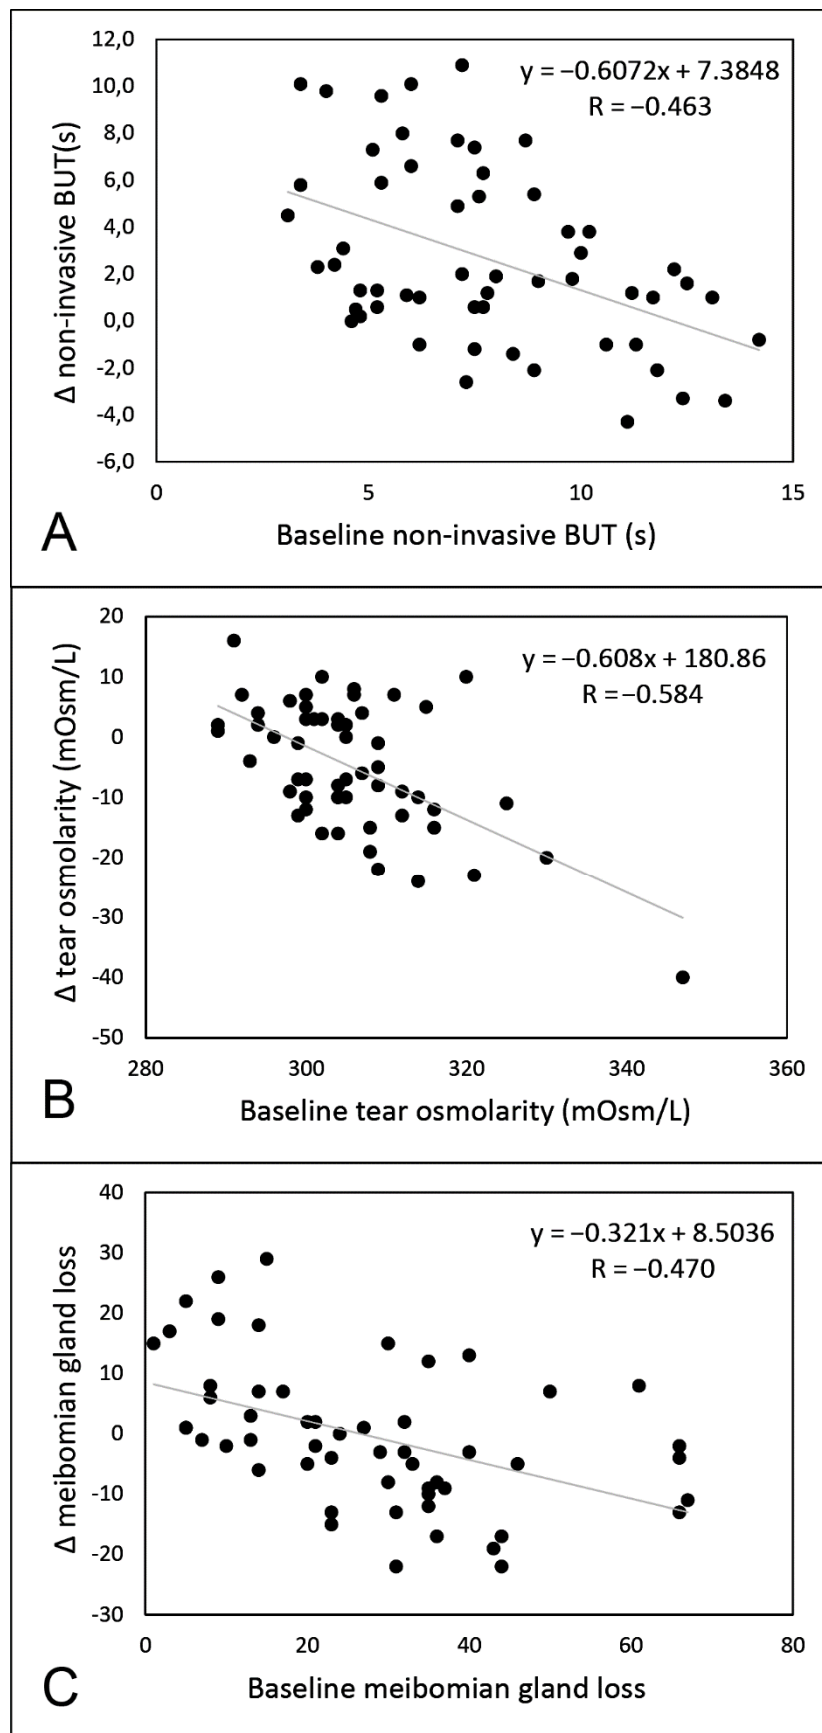 12,0
10,0
8,0
6,0
4,0
2,0
0,0
-2,0
-4,0
-6,0
Δ non-invasive BUT(s)
y = −0.6072x + 7.3848
R = −0.463
0
5
10
15
A
Baseline non-invasive BUT (s)
20
10
0
-10
-20
-30
-40
-50
Δ tear osmolarity (mOsm/L)
y = −0.608x + 180.86
R = −0.584
280
300
320
340
360
B
Baseline tear osmolarity (mOsm/L)
40
30
20
10
0
-10
-20
-30
Δ meibomian gland loss
y = −0.321x + 8.5036
R = −0.470
0
20
40
60
80
C
Baseline meibomian gland loss